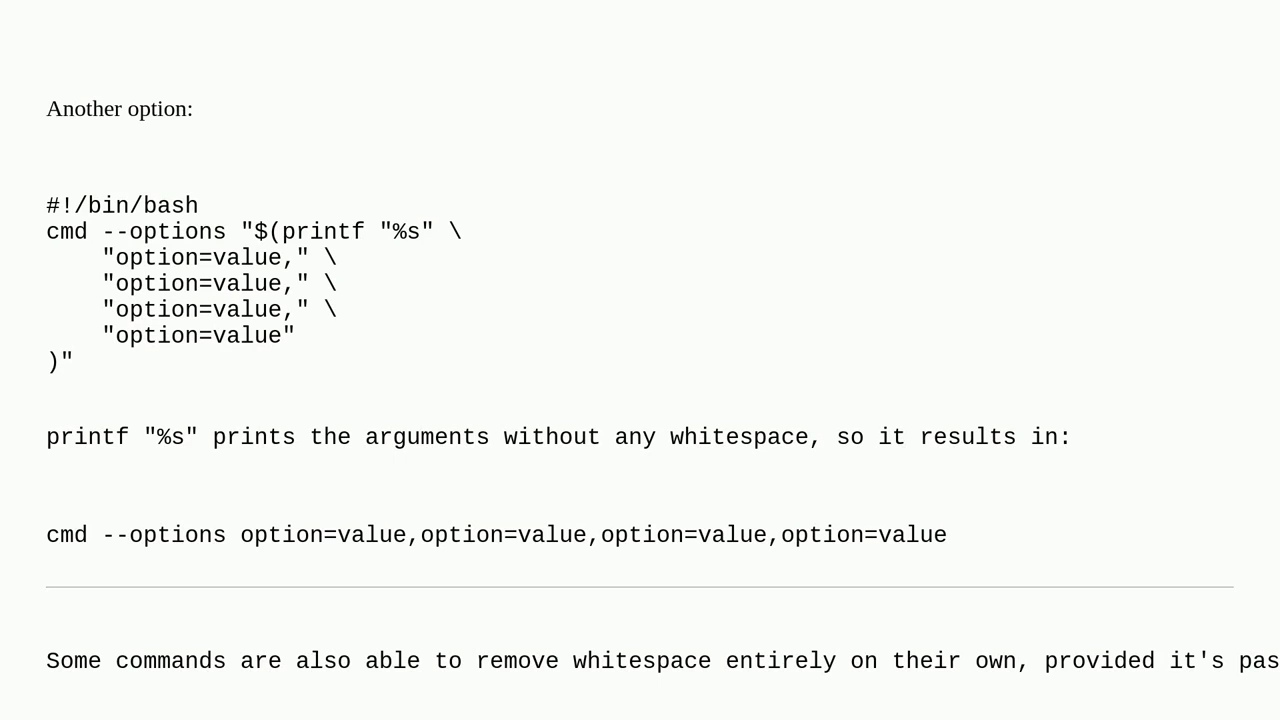 Another option:
#!/bin/bash
cmd --options "$(printf "%s" \
    "option=value," \
    "option=value," \
    "option=value," \
    "option=value"
)"
printf "%s" prints the arguments without any whitespace, so it results in:
cmd --options option=value,option=value,option=value,option=value
Some commands are also able to remove whitespace entirely on their own, provided it's pas